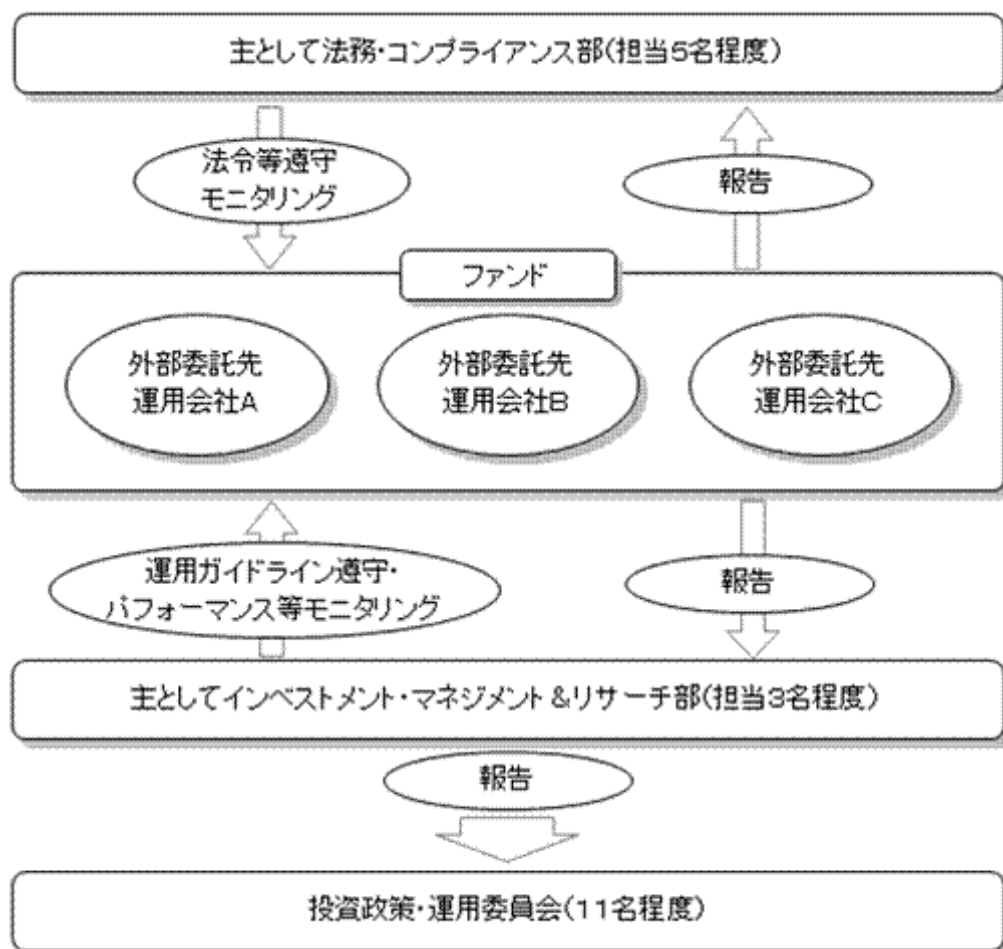 主として法務・コンプライアンス部(担当5名程度)
法令等遵守
モニタリング
報告
ファンド
外部委託先
運用会社A
外部委託先
運用会社B
外部委託先
運用会社C
運用ガイドライン遵守・
パフォーマンス等モニタリング
報告
主としてインベストメント・マネジメント&リサーチ部(担当3名程度)
報告
投資政策・運用委員会(11名程度)